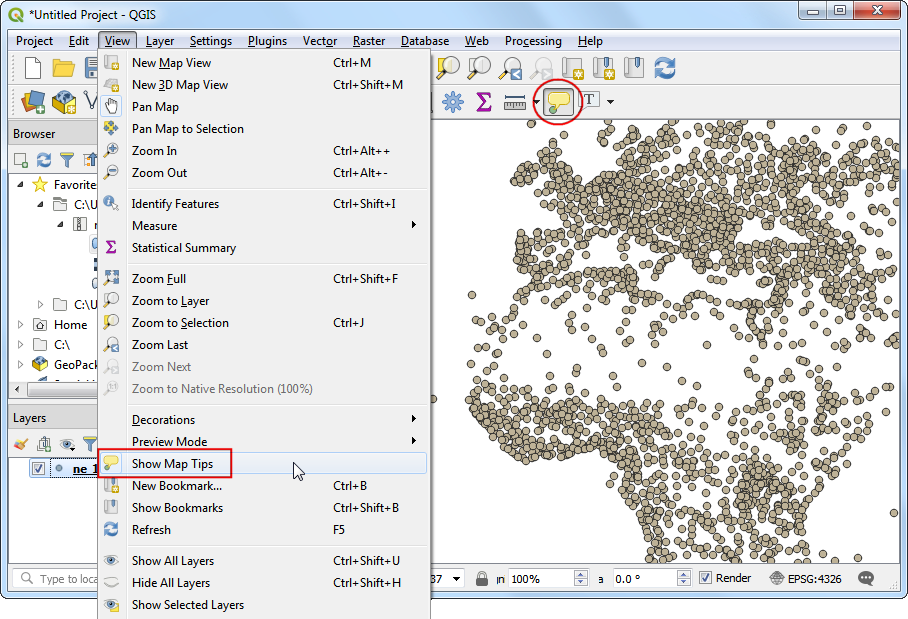 *Untitled Project - QGIS
Project Edit View Layer Settings Plugins Vector Raster Database Web Processing Help
New Map View Ctrl+M
New 3D Map View Ctrl+Shift+M
Pan Map
Pan Map to Selection
Zoom In Ctrl+Alt++
Zoom Out Ctrl+Alt+-
Identify Features Ctrl+Shift+I
Measure
Statistical Summary
Zoom Full Ctrl+Shift+F
Zoom to Layer
Zoom to Selection Ctrl+J
Zoom Last
Zoom Next
Zoom to Native Resolution (100%)
Decorations
Preview Mode
Show Map Tips
New Bookmark... Ctrl+B
Show Bookmarks Ctrl+Shift+B
Refresh F5
Show All Layers Ctrl+Shift+U
Hide All Layers Ctrl+Shift+H
Show Selected Layers
T
Browser
Favorite
C:\U
C:\U
Home
C:\
GeoPack
Layers
ne 1
Type to loca
37
100%
0.0 °
Render
EPSG:4326